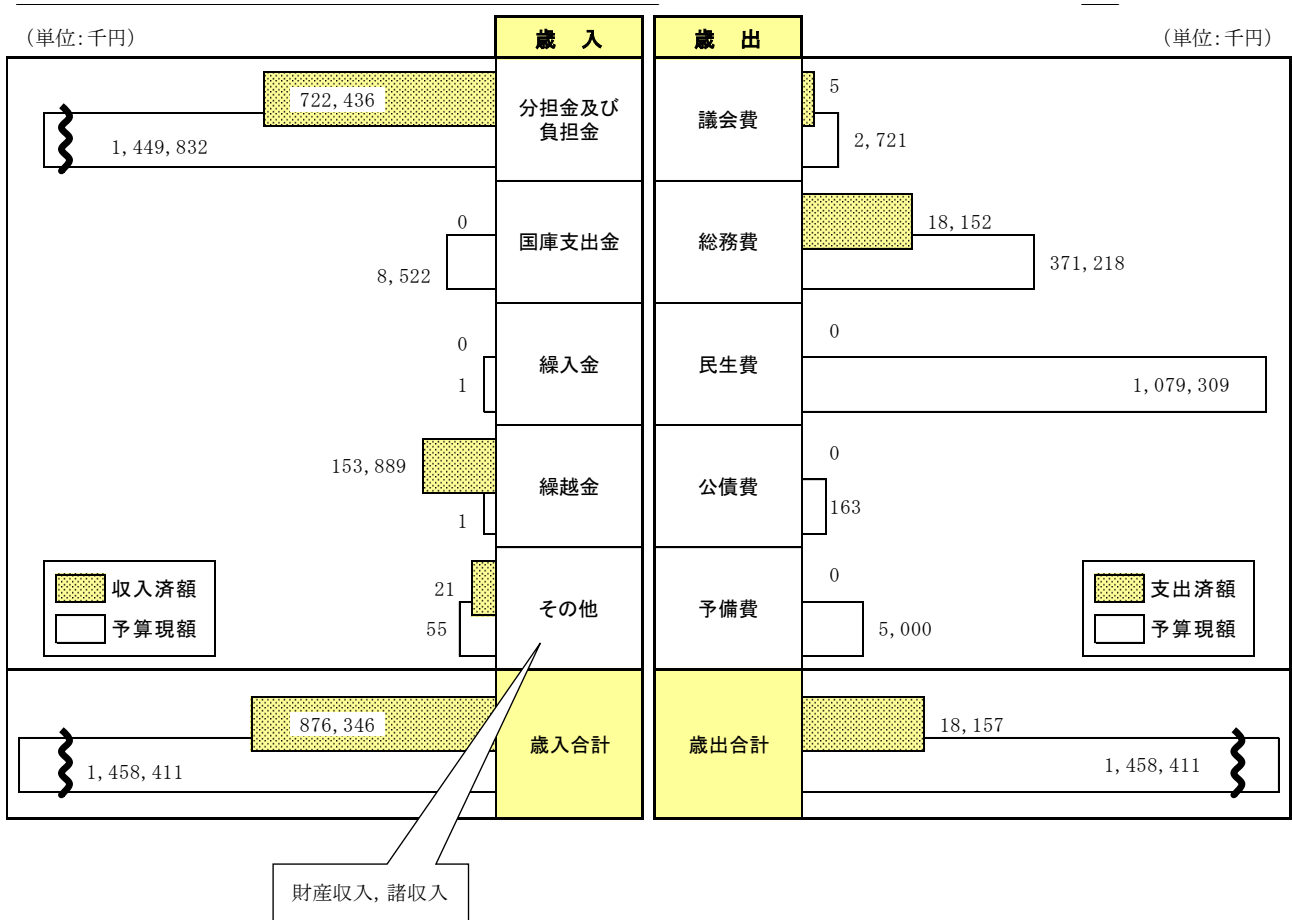 (単位:千円)
歳 入
歳 出
(単位:千円)
722,436
1,449,832
分担金及び
負担金
議会費
5
2,721
0
8,522
国庫支出金
総務費
18,152
371,218
0
1
繰入金
民生費
0
1,079,309
153,889
1
繰越金
公債費
0
163
21
55
その他
予備費
0
5,000
収入済額
予算現額
支出済額
予算現額
876,346
1,458,411
歳入合計
歳出合計
18,157
1,458,411
財産収入,諸収入